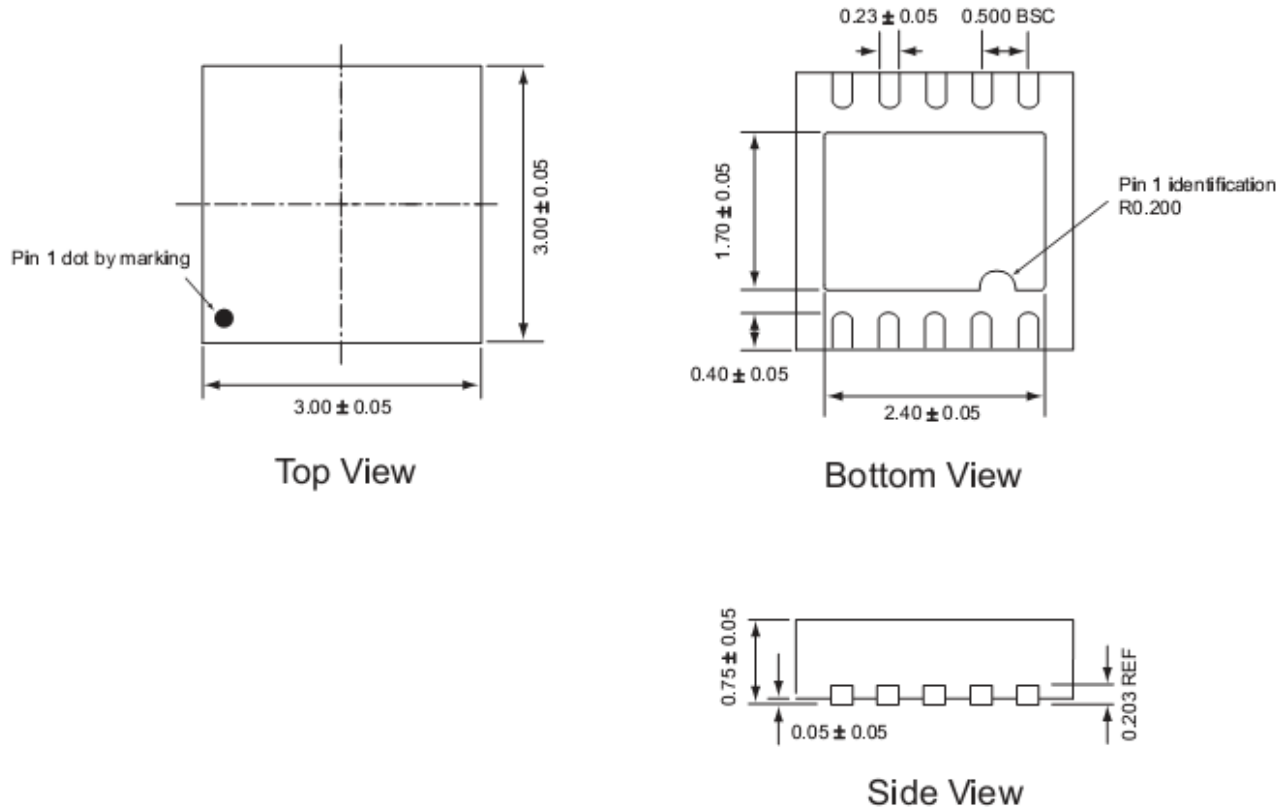 0.23 ± 0.05
0.500 BSC
3.00 ± 0.05
Pin 1 dot by marking
3.00 ± 0.05
Top View
1.70 ± 0.05
Pin 1 identification
R0.200
0.40 ± 0.05
2.40 ± 0.05
Bottom View
0.75 ± 0.05
0.203 REF
0.05 ± 0.05
Side View